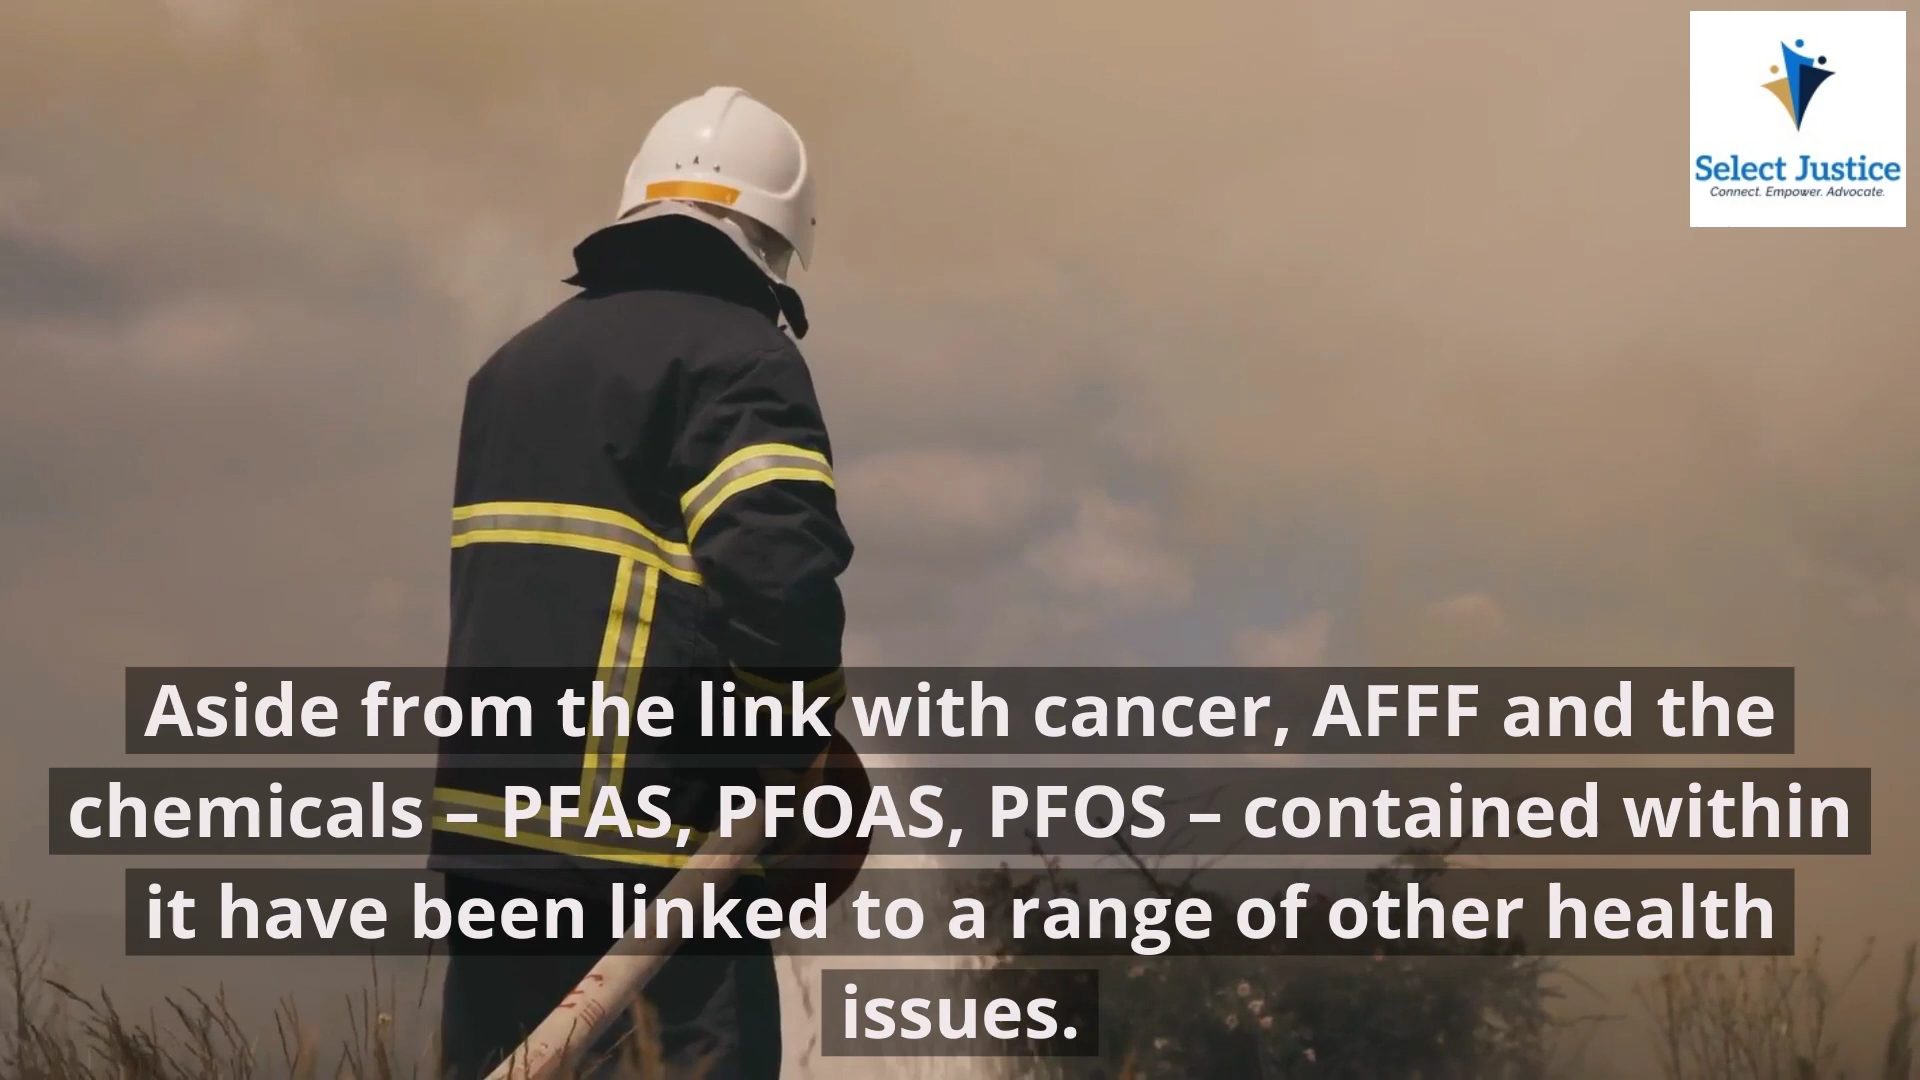 Select Justice
Connect. Empower. Advocate.
Aside from the link with cancer, AFFF and the
chemicals – PFAS, PFOAS, PFOS – contained within
it have been linked to a range of other health
issues.